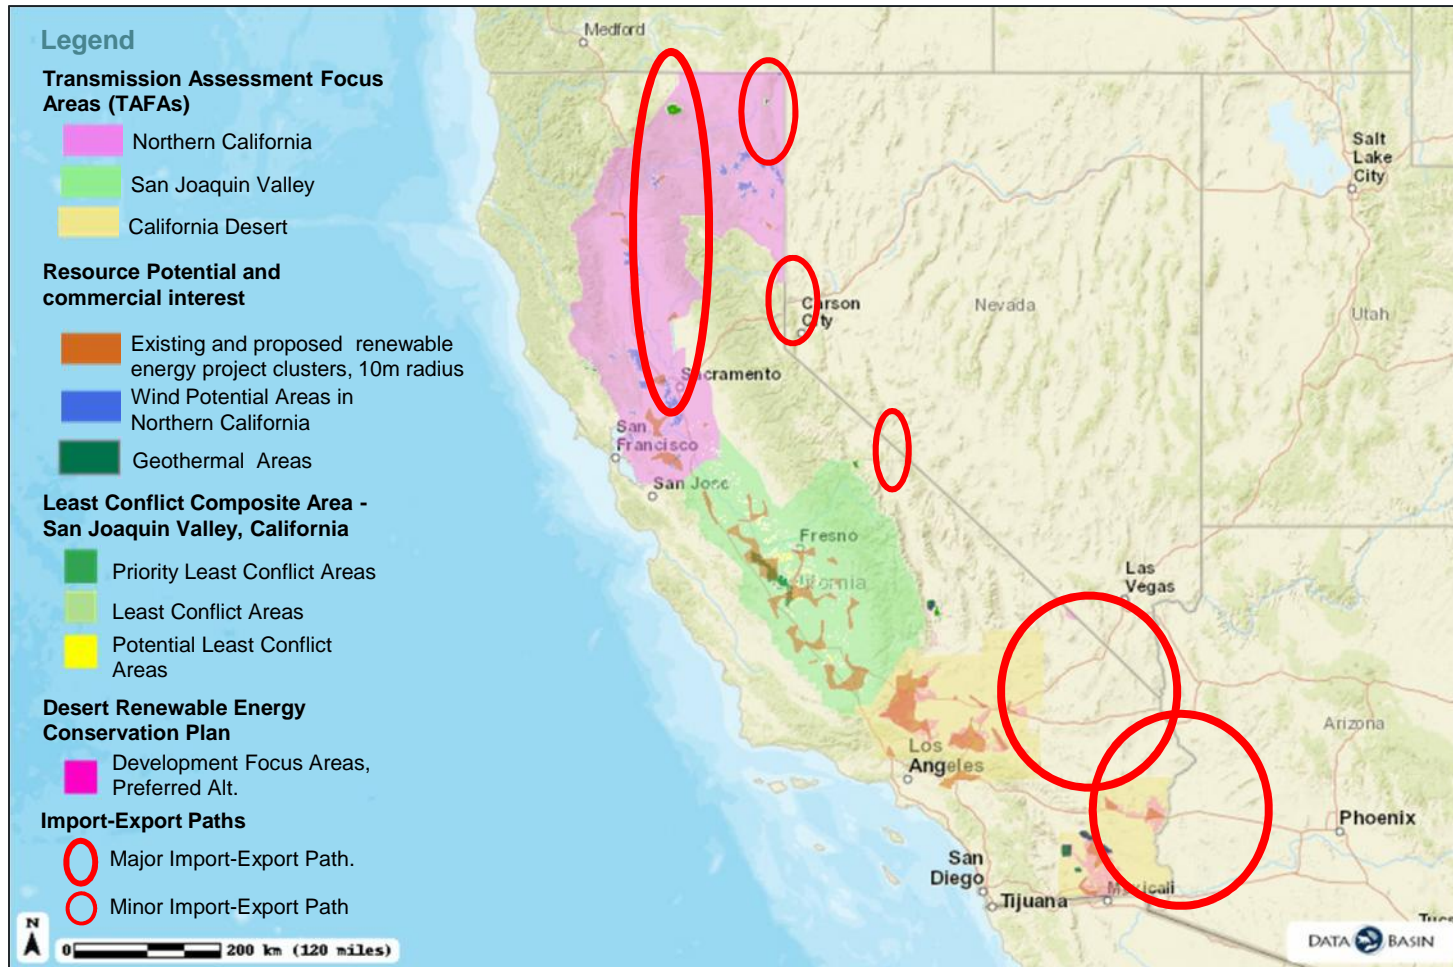 Legend
Transmission Assessment Focus
Areas (TAFAs)
Northern California
San Joaquin Valley
California Desert
Resource Potential and
commercial interest
Existing and proposed renewable
energy project clusters, 10m radius
Wind Potential Areas in
Northern California
Geothermal Areas
Least Conflict Composite Area -
San Joaquin Valley, California
Priority Least Conflict Areas
Least Conflict Areas
Potential Least Conflict
Areas
Desert Renewable Energy
Conservation Plan
Development Focus Areas,
Preferred Alt.
Import-Export Paths
Major Import-Export Path.
Minor Import-Export Path
N
0 200 km (120 miles)
Medford
Salt
Lake
City
Nevada
Utah
Carson
City
Sacramento
San
Francisco
San Jose
Fresno
California
Las
Vegas
Los
Angeles
Arizona
Phoenix
San
Diego
Tijuana
Mexicali
Tucs
DATA BASIN